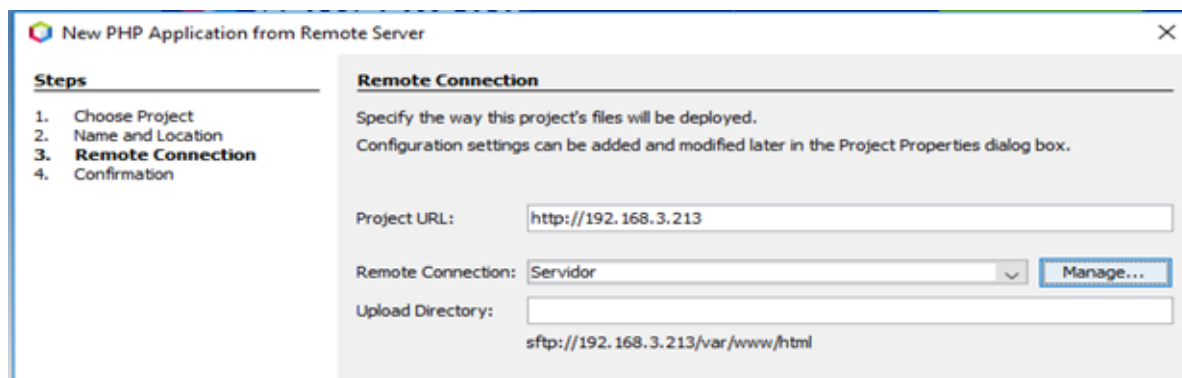 New PHP Application from Remote Server
Steps
1. Choose Project
2. Name and Location
3. Remote Connection
4. Confirmation
Remote Connection
Specify the way this project's files will be deployed.
Configuration settings can be added and modified later in the Project Properties dialog box.
Project URL: http://192.168.3.213
Remote Connection: Servidor Manage...
Upload Directory:
sftp://192.168.3.213/var/www/html